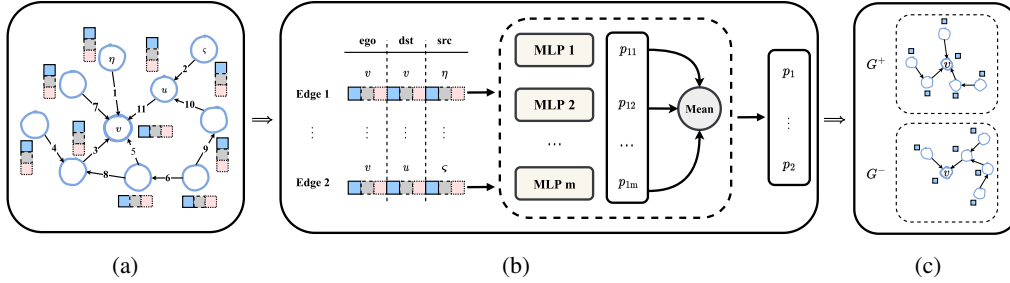 η
ς
2
u
1
7
11
10
v
4
3
5
9
8
6
⇒
ego dst src
v v η
Edge 1
⋮ ⋮ ⋮
v u ς
Edge 2
MLP 1
MLP 2
...
MLP m
p11
p12
...
p1m
Mean
p1
⋮
p2
⇒
G+
v
G−
v
(a) (b) (c)